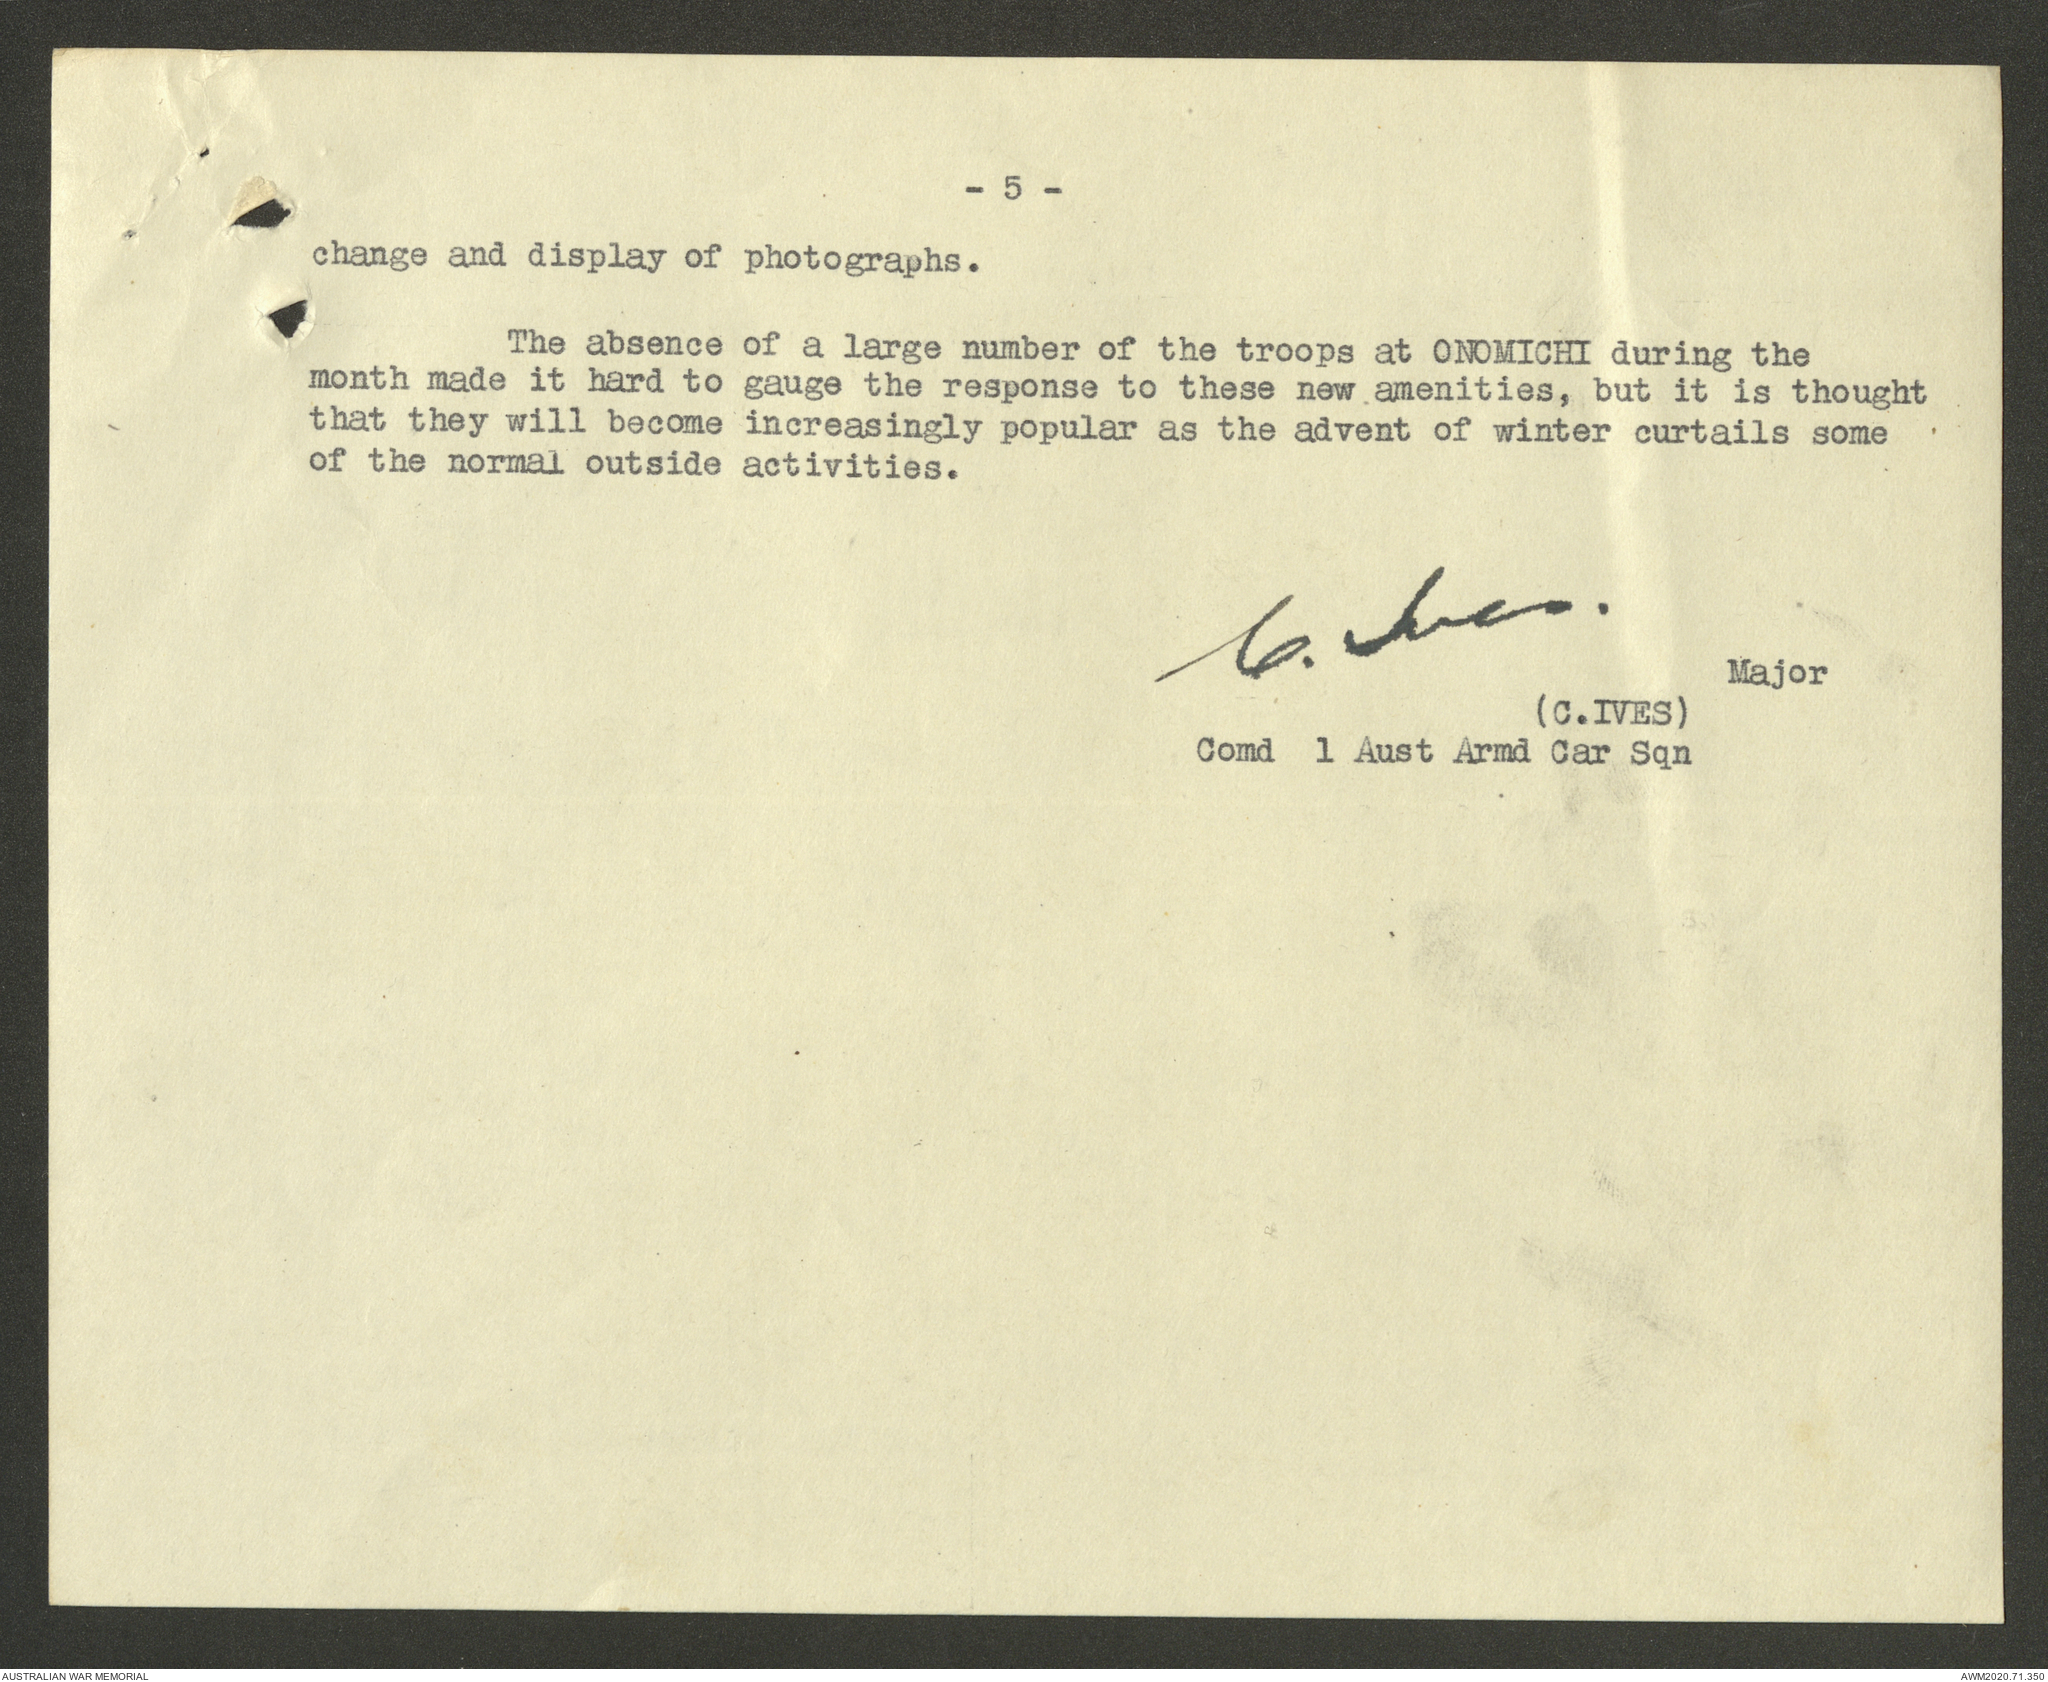 - 5 -
change and display of photographs.
The absence of a large number of the troops at ONOMICHI during the
month made it hard to gauge the response to these new amenities, but it is thought
that they will become increasingly popular as the advent of winter curtails some
of the normal outside activities.
C. Ives.
Major
(C.IVES)
Comd 1 Aust Armd Car Sqn
AUSTRALIAN WAR MEMORIAL
AWM2020.71.350